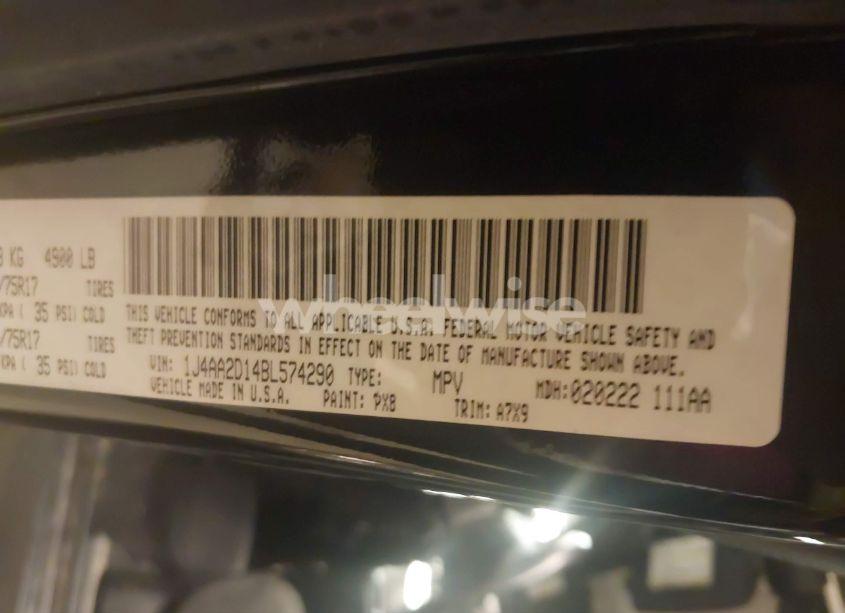 KG 4900 LB
/75R17 TIRES
KPA ( 35 PSI) COLD
/75R17 TIRES
KPA ( 35 PSI) COLD
THIS VEHICLE CONFORMS TO ALL APPLICABLE U.S.A. FEDERAL MOTOR VEHICLE SAFETY AND
THEFT PREVENTION STANDARDS IN EFFECT ON THE DATE OF MANUFACTURE SHOWN ABOVE.
VIN: 1J4AA2D14BL574290 TYPE: MPV MDH:020222 111AA
VEHICLE MADE IN U.S.A. PAINT: PX8 TRIM: A7X9
wheelwise